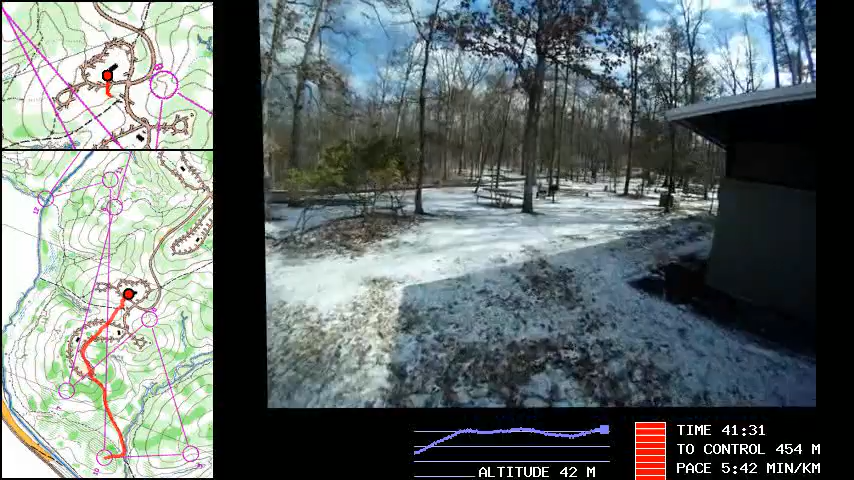 TIME 41:31
TO CONTROL 454 M
ALTITUDE 42 M
PACE 5:42 MIN/KM